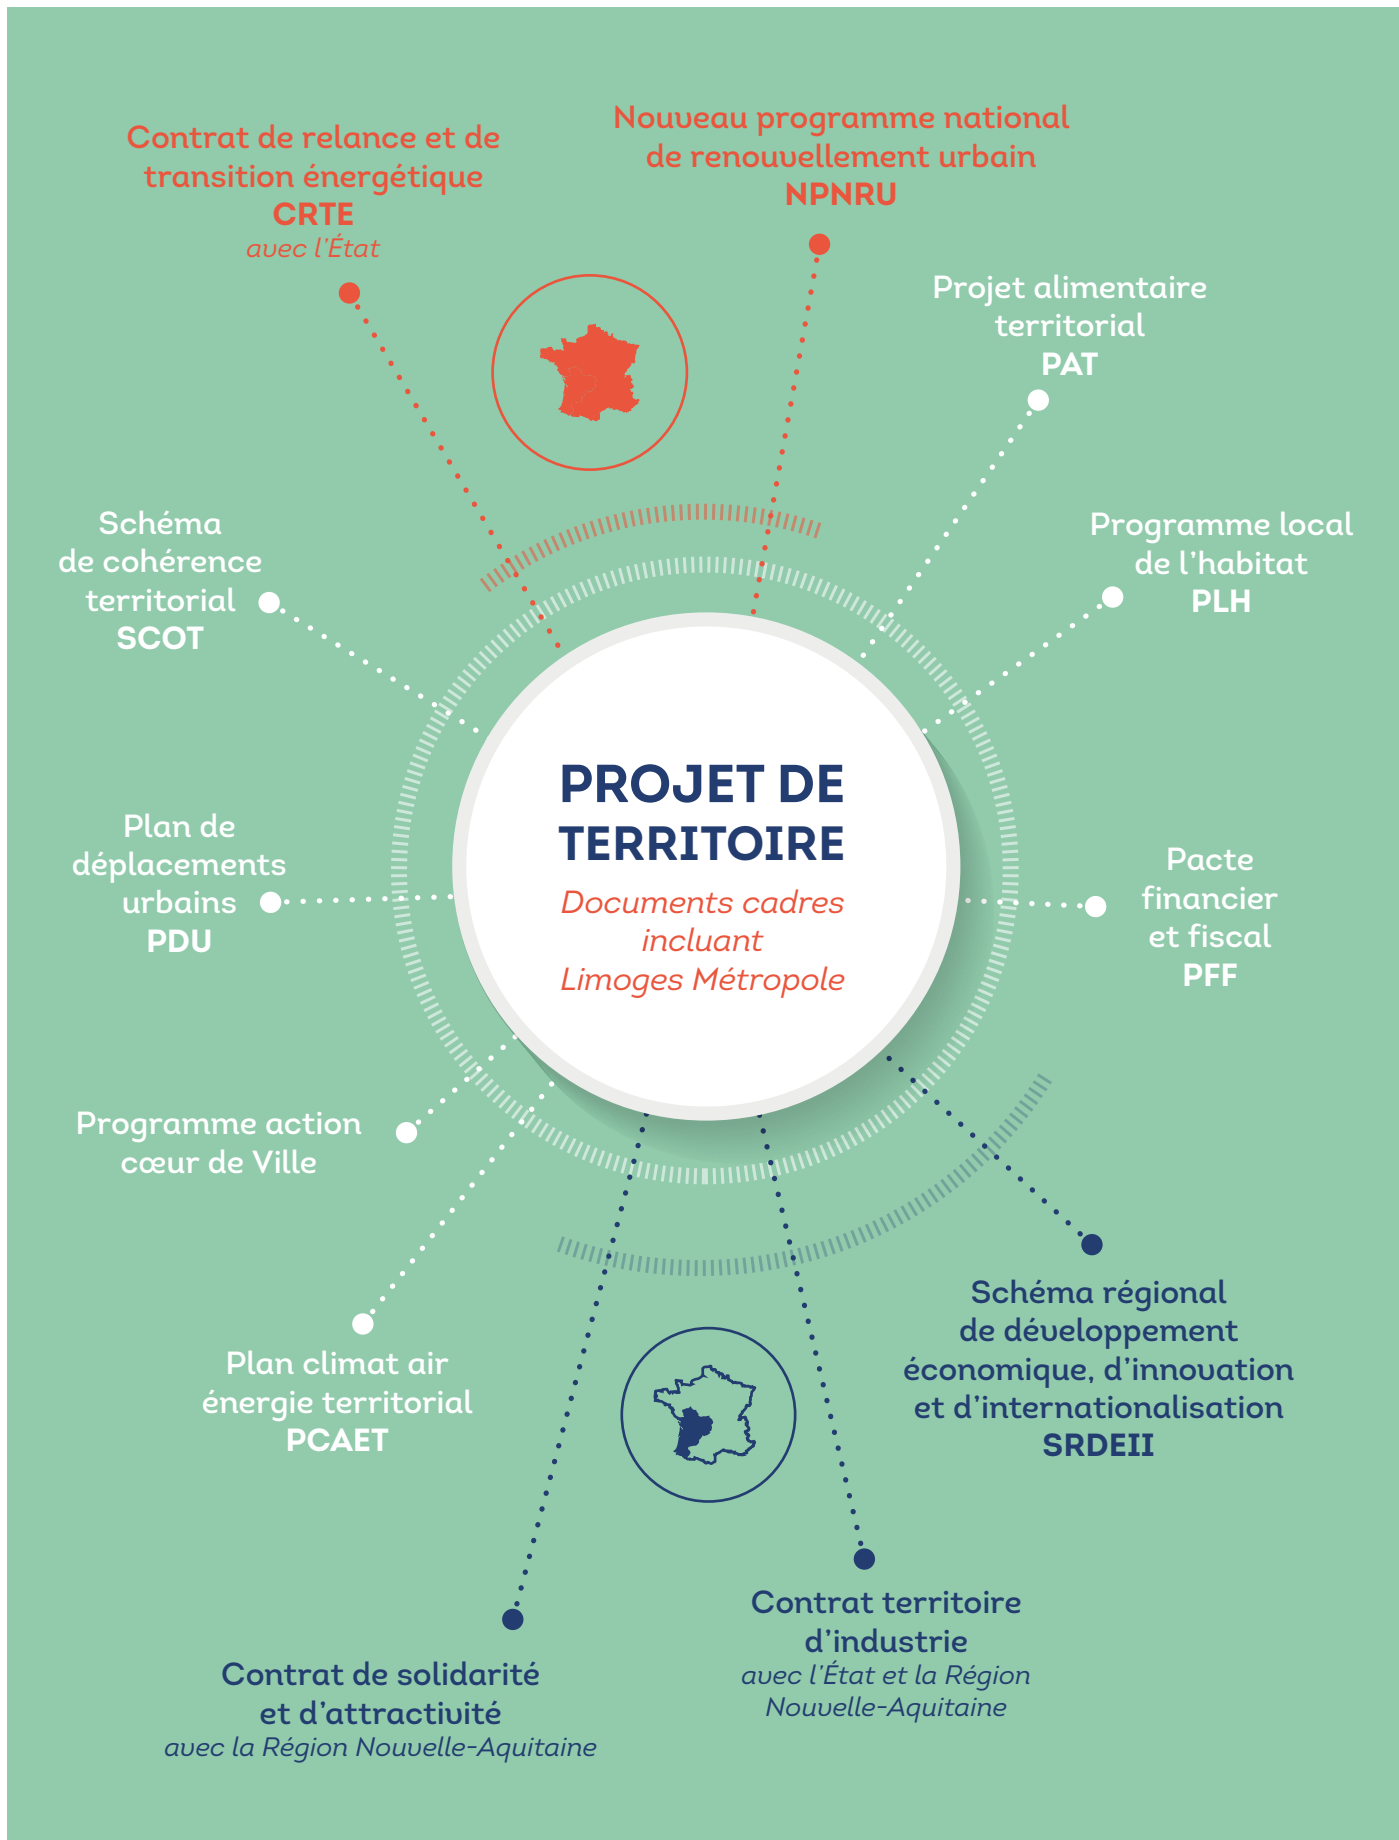 Contrat de relance et de
transition énergétique
CRTE
avec l'État
Nouveau programme national
de renouvellement urbain
NPNRU
Projet alimentaire
territorial
PAT
Schéma
de cohérence
territorial
SCOT
Programme local
de l'habitat
PLH
PROJET DE
TERRITOIRE
Documents cadres
incluant
Limoges Métropole
Plan de
déplacements
urbains
PDU
Pacte
financier
et fiscal
PFF
Programme action
cœur de Ville
Plan climat air
énergie territorial
PCAET
Schéma régional
de développement
économique, d'innovation
et d'internationalisation
SRDEII
Contrat de solidarité
et d'attractivité
avec la Région Nouvelle-Aquitaine
Contrat territoire
d'industrie
avec l'État et la Région
Nouvelle-Aquitaine